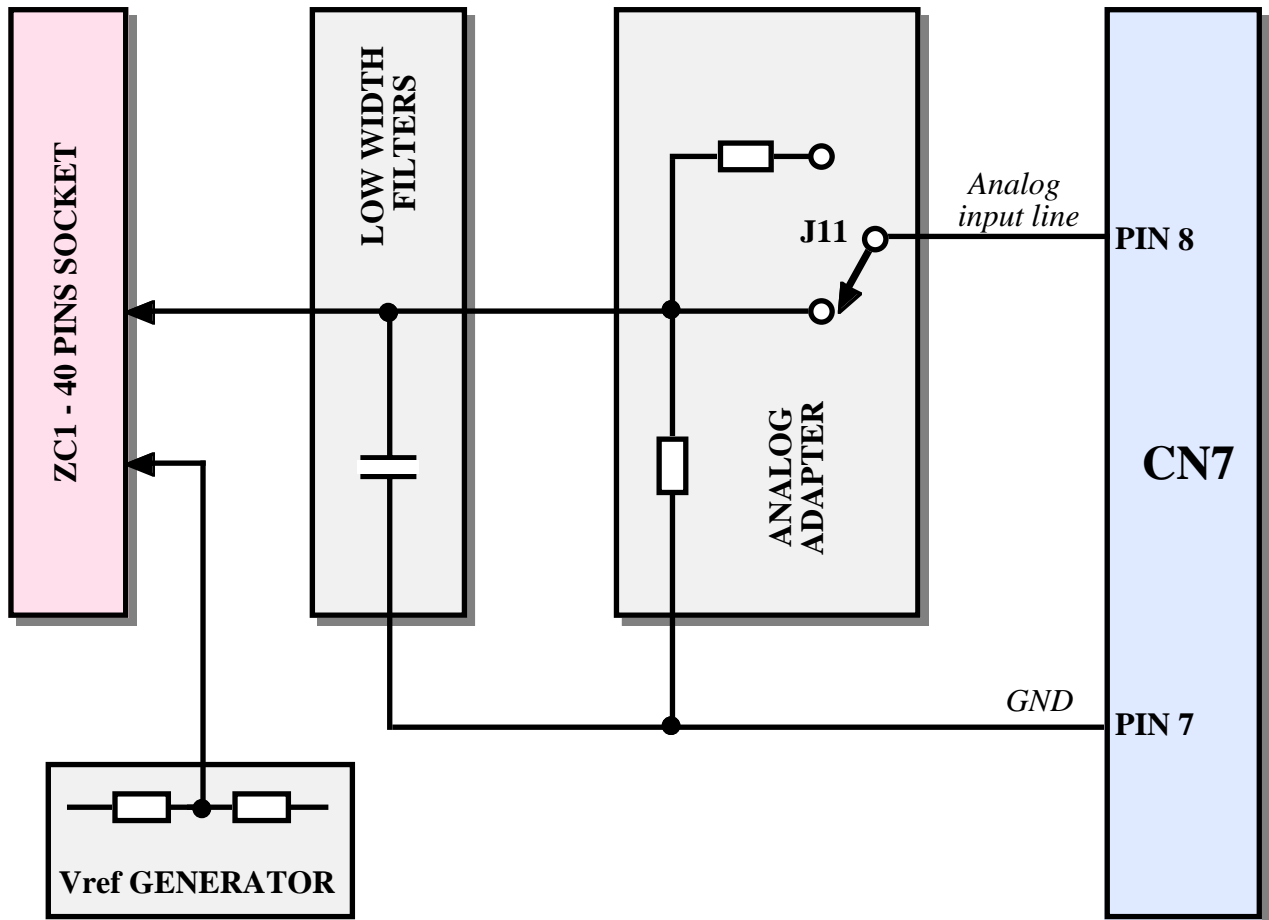 ZC1 - 40 PINS SOCKET
LOW WIDTH
FILTERS
J11
ANALOG
ADAPTER
Analog
input line
PIN 8
CN7
GND
PIN 7
Vref GENERATOR